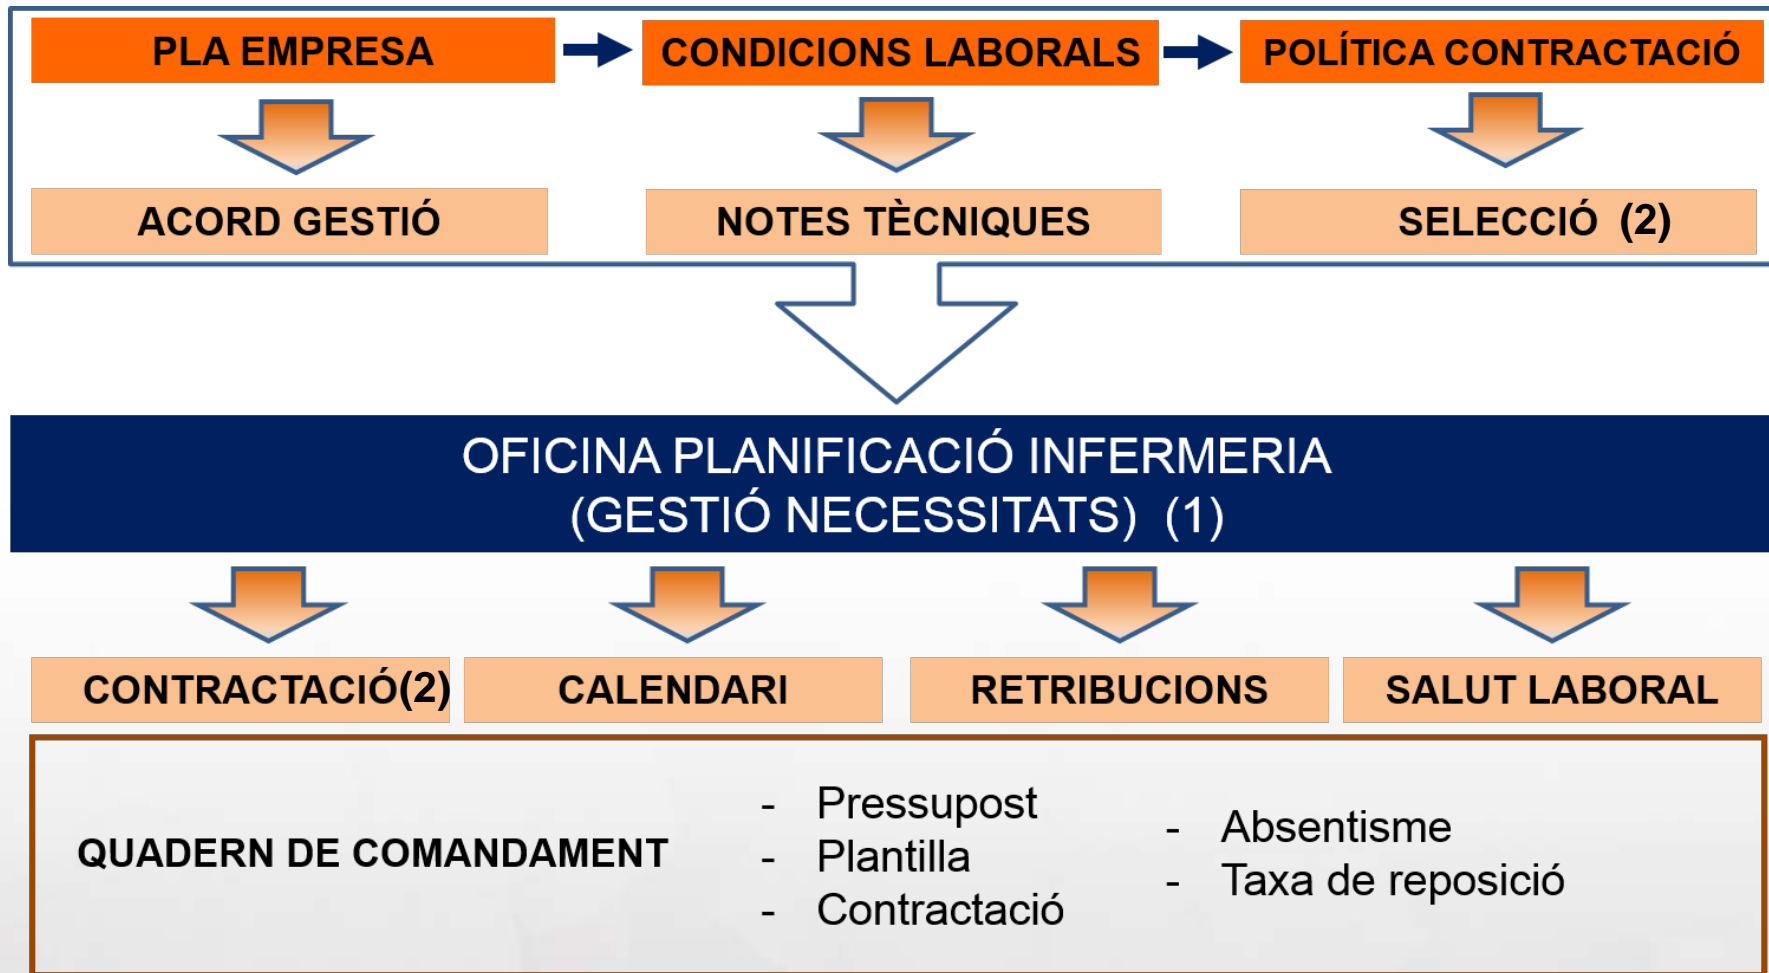 PLA EMPRESA
CONDICIONS LABORALS
POLÍTICA CONTRACTACIÓ
ACORD GESTIÓ
NOTES TÈCNIQUES
SELECCIÓ (2)
OFICINA PLANIFICACIÓ INFERMERIA
(GESTIÓ NECESSITATS) (1)
CONTRACTACIÓ(2)
CALENDARI
RETRIBUCIONS
SALUT LABORAL
QUADERN DE COMANDAMENT
- Pressupost
- Plantilla
- Contractació
- Absentisme
- Taxa de reposició